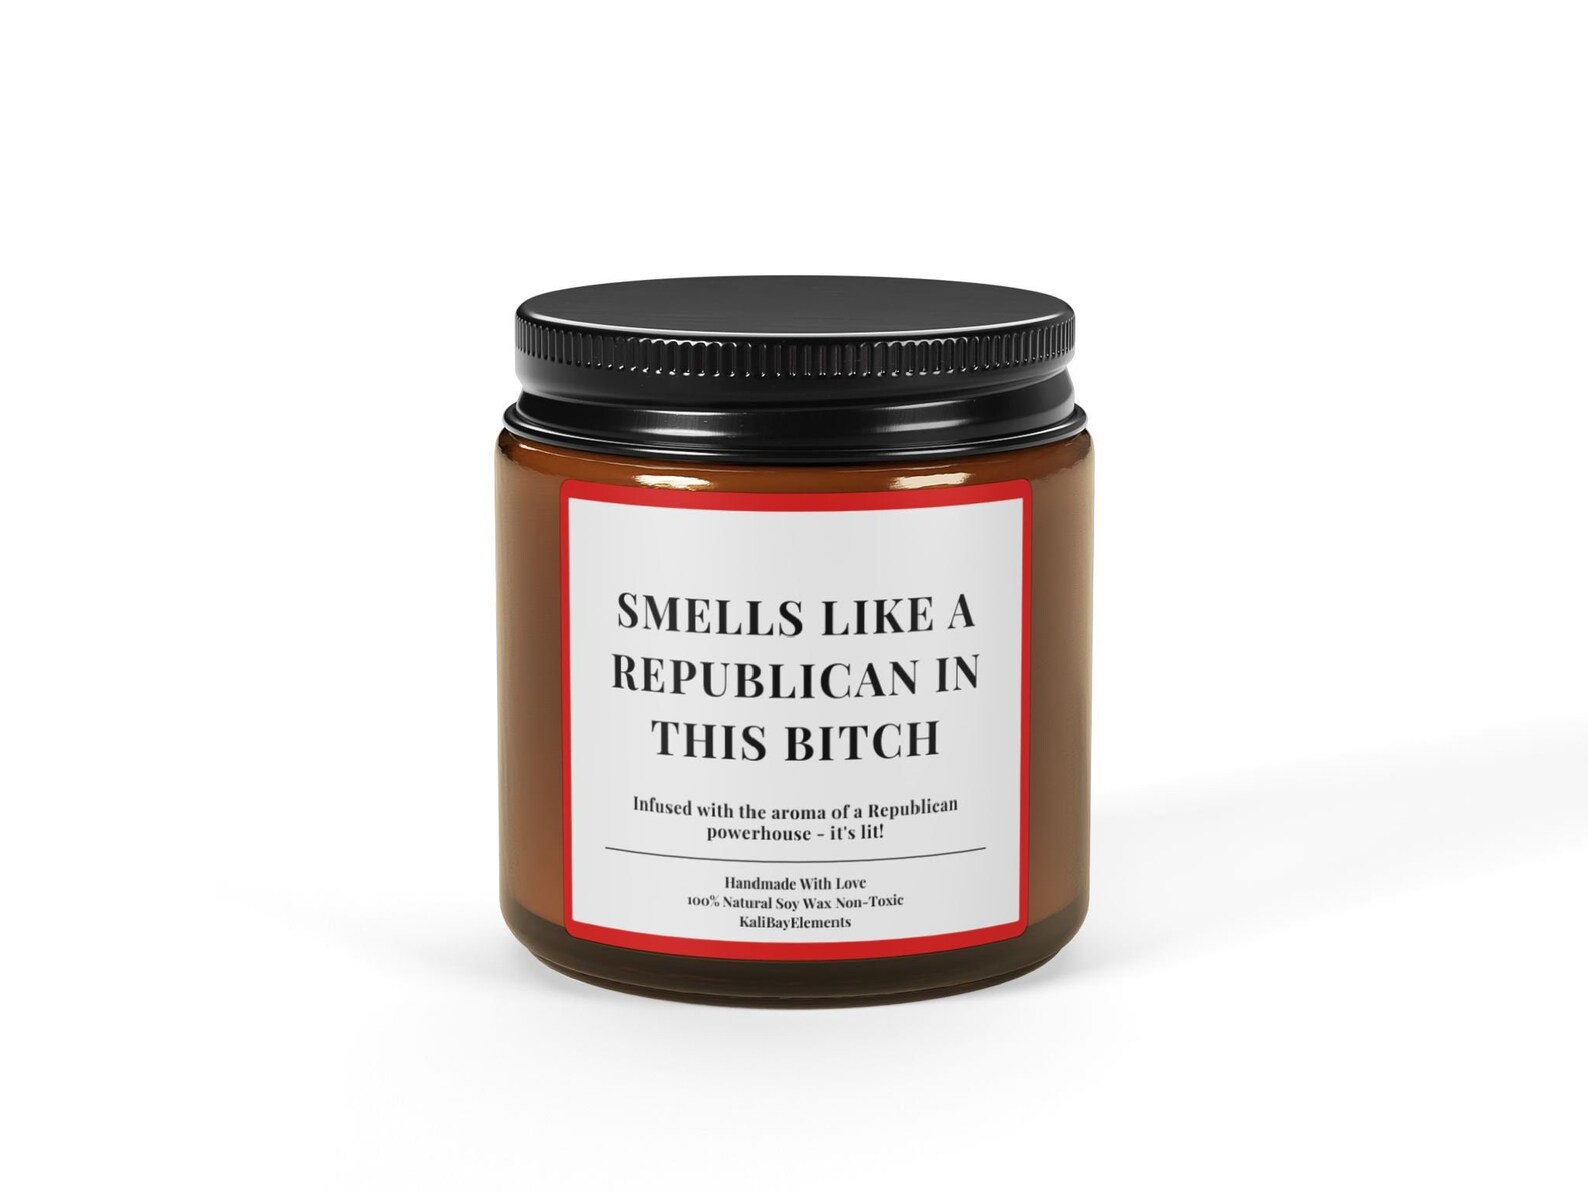 SMELLS LIKE A
REPUBLICAN IN
THIS BITCH
Infused with the aroma of a Republican
powerhouse - it's lit!
Handmade With Love
100% Natural Soy Wax Non-Toxic
KaliBayElements